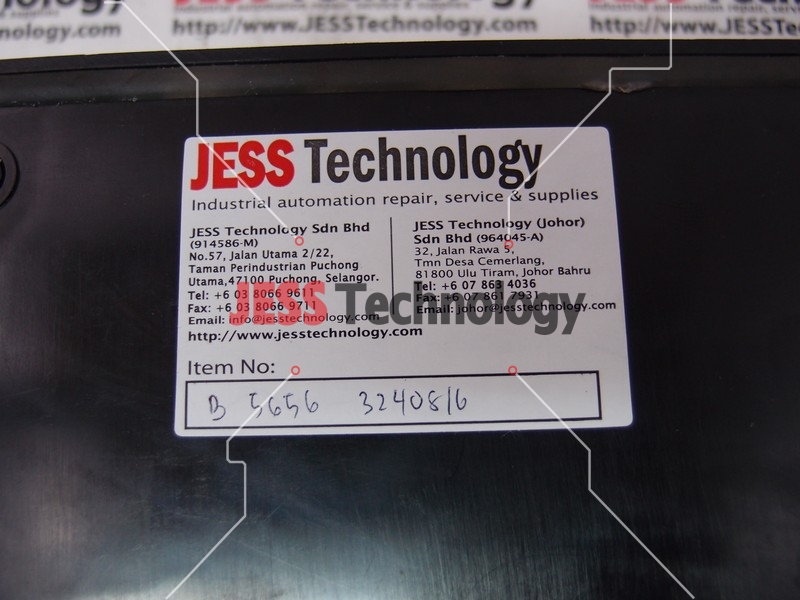 supplies
http://www.JESSTechnology.com
JESS Technology
Industrial automation repair, service & supplies
JESS Technology Sdn Bhd
(914586-M)
No.57, Jalan Utama 2/22,
Taman Perindustrian Puchong
Utama,47100 Puchong, Selangor.
Tel: +6 03 8066 9611
Fax: +6 03 8066 9711
Email: info@jesstechnology.com
http://www.jesstechnology.com
JESS Technology (Johor)
Sdn Bhd (964045-A)
32, Jalan Rawa 5,
Tmn Desa Cemerlang,
81800 Ulu Tiram, Johor Bahru
Tel: +6 07 863 4036
Fax: +6 07 861 7931
Email: johor@jesstechnology.com
JESS Technology
Item No:
B 5656 3240816